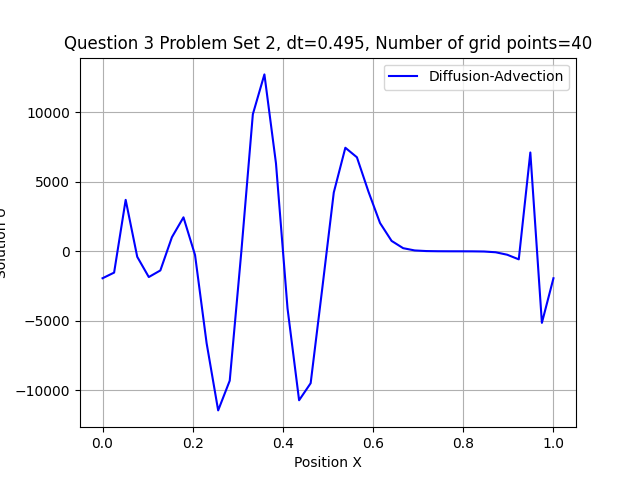 Question 3 Problem Set 2, dt=0.495, Number of grid points=40
Diffusion-Advection
10000
5000
0
−5000
−10000
0.0 0.2 0.4 0.6 0.8 1.0
Position X